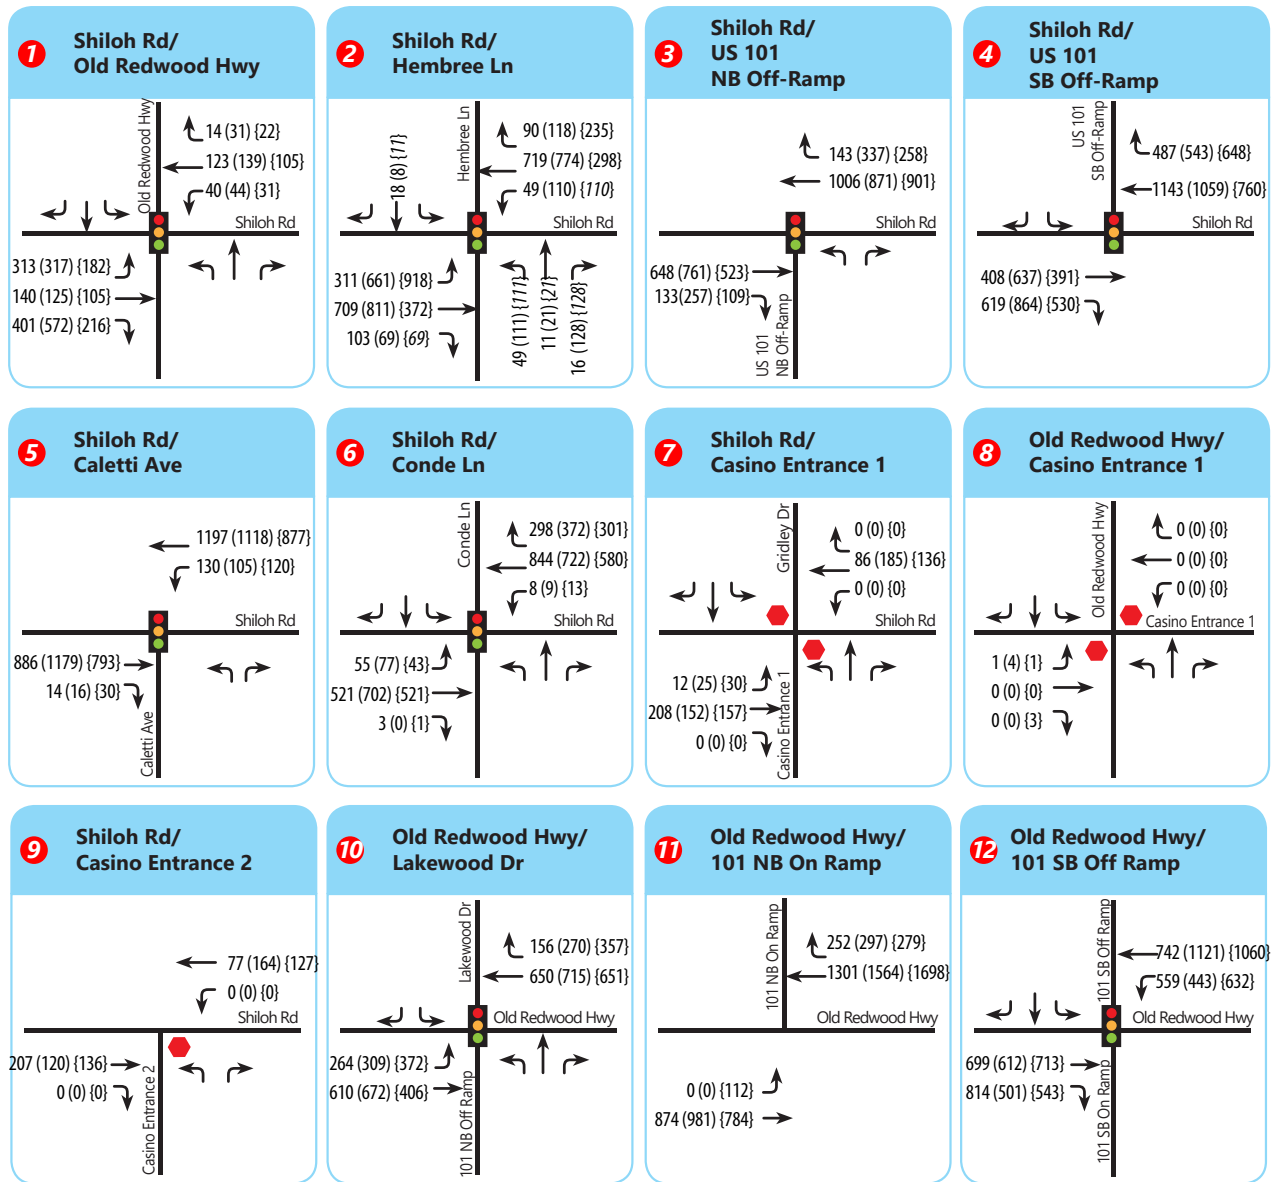 1
Shiloh Rd/
Old Redwood Hwy
Old Redwood Hwy
14 (31) {22}
123 (139) {105}
40 (44) {31}
Shiloh Rd
313 (317) {182}
140 (125) {105}
401 (572) {216}
2
Shiloh Rd/
Hembree Ln
Hembree Ln
18 (8) {11}
90 (118) {235}
719 (774) {298}
49 (110) {110}
Shiloh Rd
311 (661) {918}
709 (811) {372}
103 (69) {69}
49 (111) {111}
11 (21) {21}
16 (128) {128}
3
Shiloh Rd/
US 101
NB Off-Ramp
143 (337) {258}
1006 (871) {901}
Shiloh Rd
648 (761) {523}
133(257) {109}
US 101
NB Off-Ramp
4
Shiloh Rd/
US 101
SB Off-Ramp
US 101
SB Off-Ramp
487 (543) {648}
1143 (1059) {760}
Shiloh Rd
408 (637) {391}
619 (864) {530}
5
Shiloh Rd/
Caletti Ave
1197 (1118) {877}
130 (105) {120}
Shiloh Rd
886 (1179) {793}
14 (16) {30}
Caletti Ave
6
Shiloh Rd/
Conde Ln
Conde Ln
298 (372) {301}
844 (722) {580}
8 (9) {13}
Shiloh Rd
55 (77) {43}
521 (702) {521}
3 (0) {1}
7
Shiloh Rd/
Casino Entrance 1
Gridley Dr
0 (0) {0}
86 (185) {136}
0 (0) {0}
Shiloh Rd
12 (25) {30}
208 (152) {157}
0 (0) {0}
Casino Entrance 1
8
Old Redwood Hwy/
Casino Entrance 1
Old Redwood Hwy
0 (0) {0}
0 (0) {0}
0 (0) {0}
Casino Entrance 1
1 (4) {1}
0 (0) {0}
0 (0) {3}
9
Shiloh Rd/
Casino Entrance 2
77 (164) {127}
0 (0) {0}
Shiloh Rd
207 (120) {136}
0 (0) {0}
Casino Entrance 2
10
Old Redwood Hwy/
Lakewood Dr
Lakewood Dr
156 (270) {357}
650 (715) {651}
Old Redwood Hwy
264 (309) {372}
610 (672) {406}
101 NB Off Ramp
11
Old Redwood Hwy/
101 NB On Ramp
101 NB On Ramp
252 (297) {279}
1301 (1564) {1698}
Old Redwood Hwy
0 (0) {112}
874 (981) {784}
12
Old Redwood Hwy/
101 SB Off Ramp
101 SB Off Ramp
742 (1121) {1060}
559 (443) {632}
Old Redwood Hwy
699 (612) {713}
814 (501) {543}
101 SB On Ramp